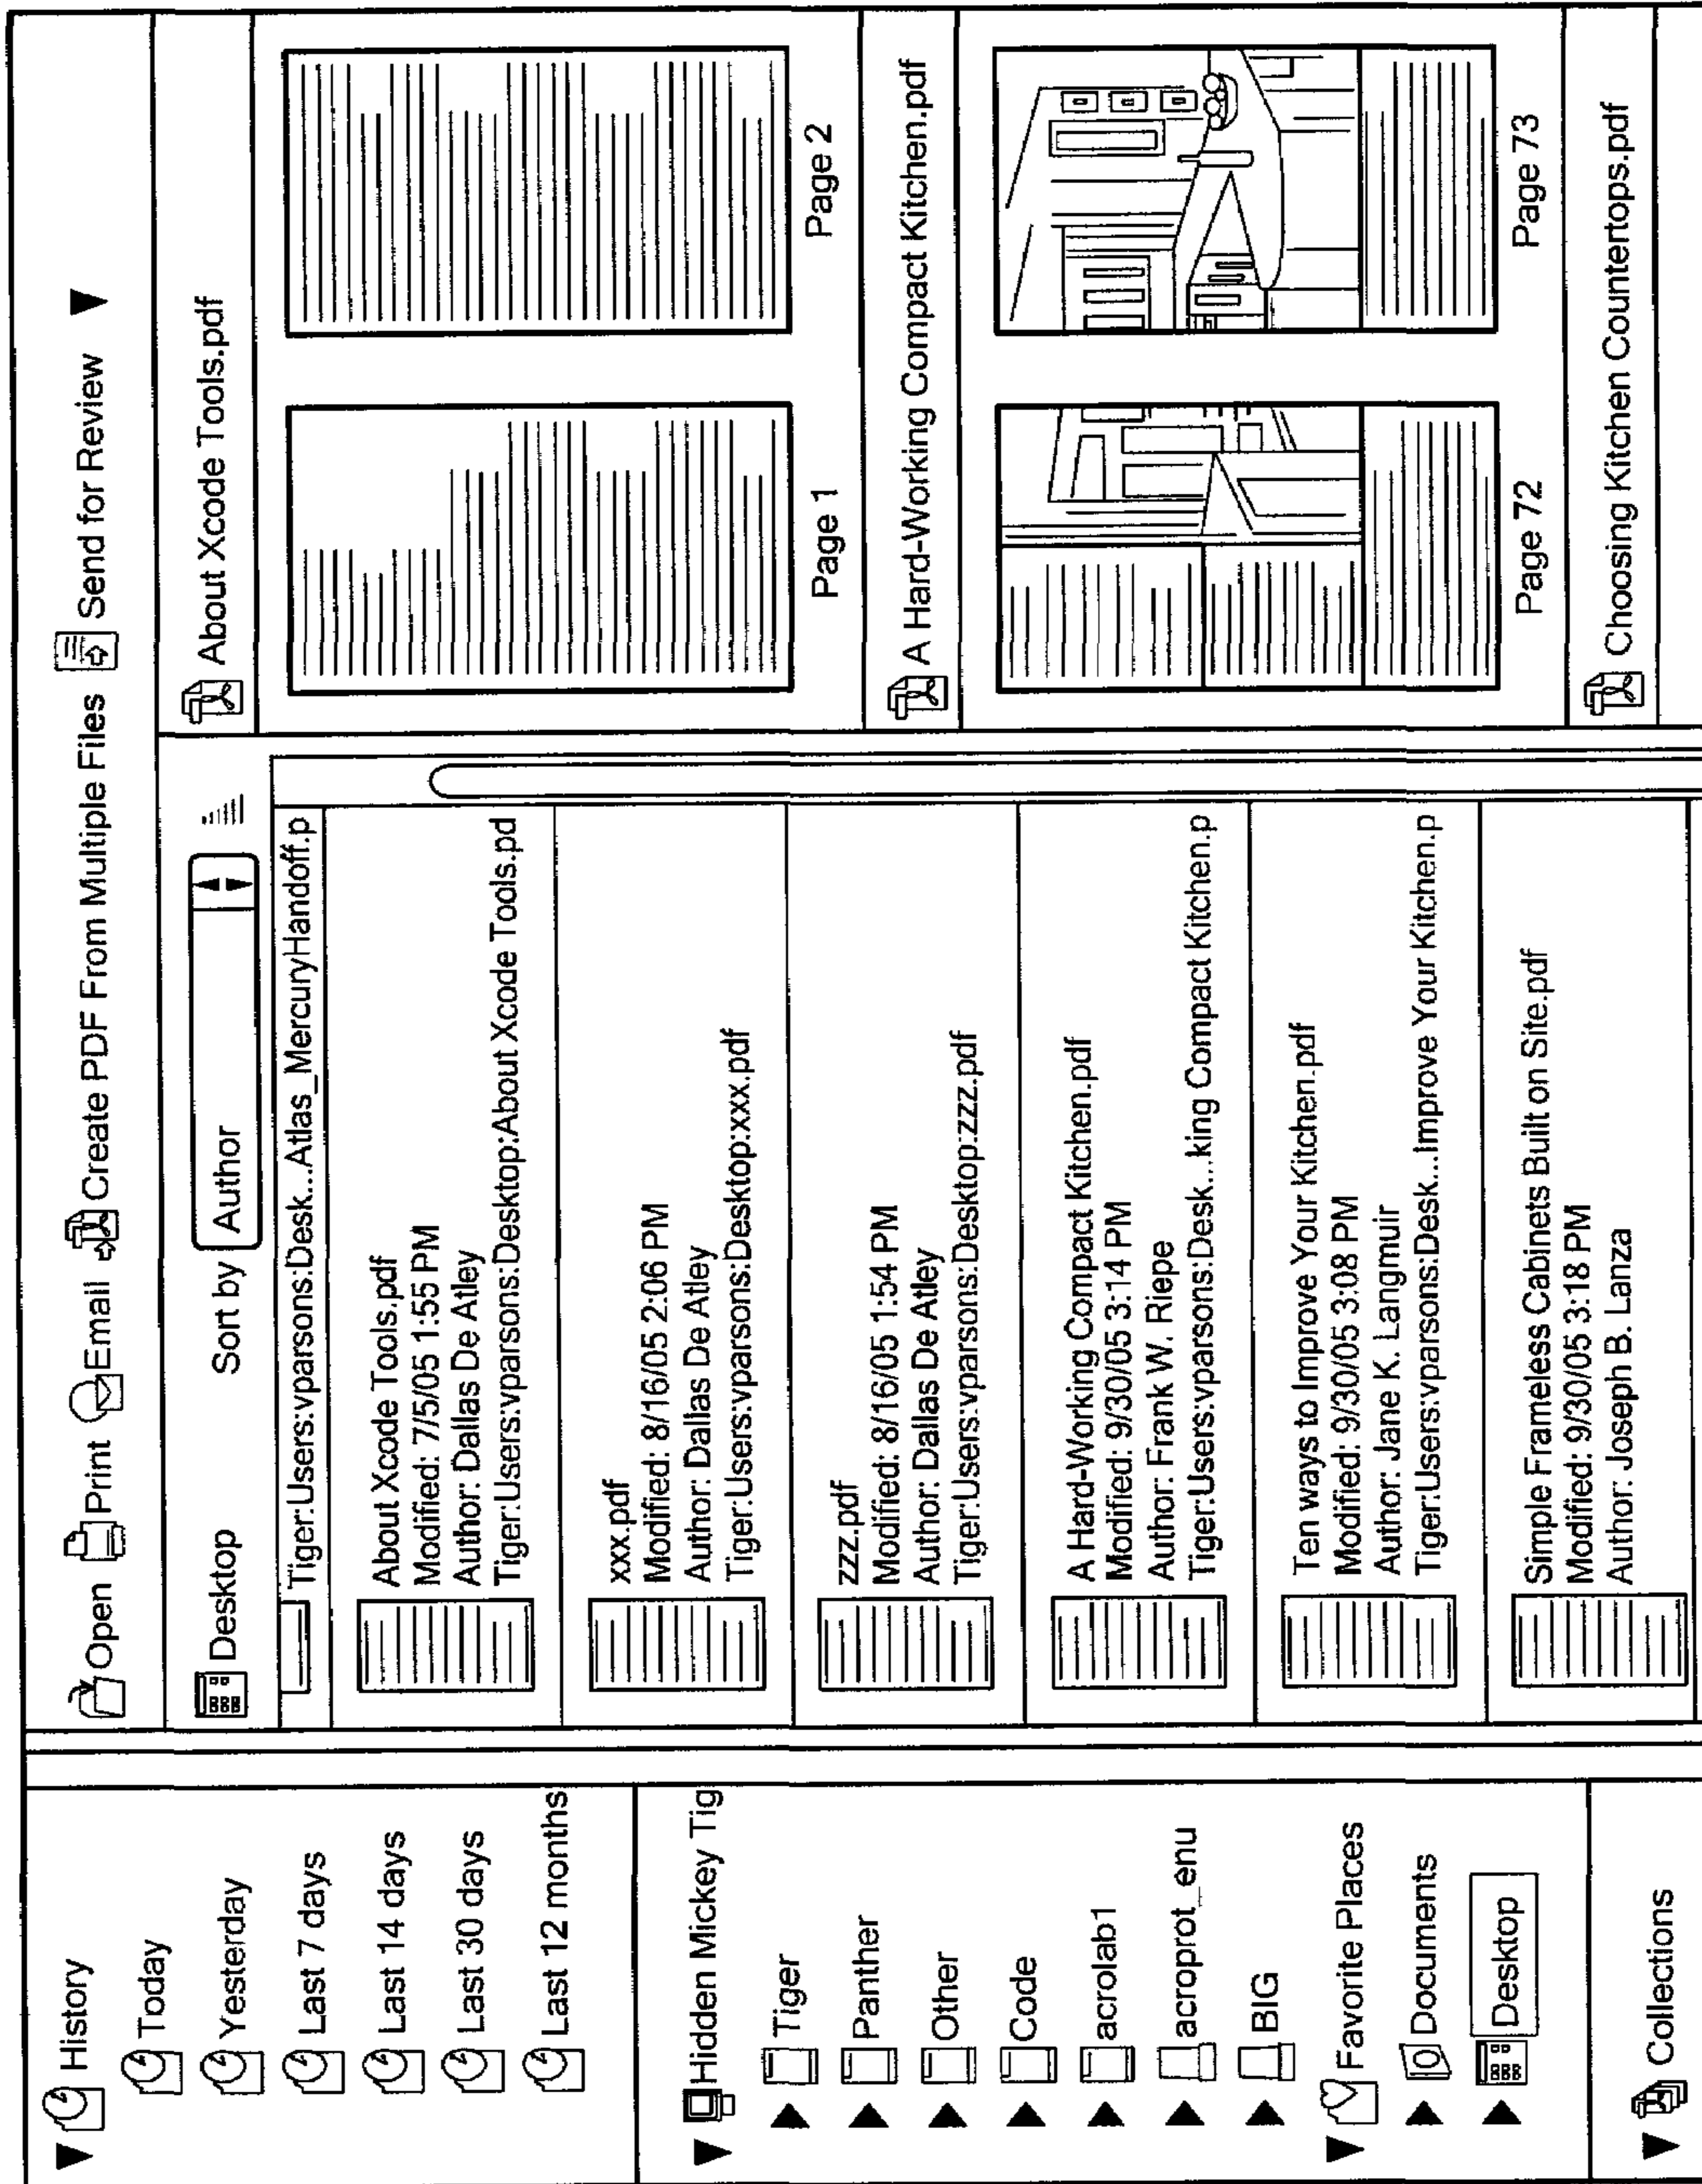 History
Today
Yesterday
Last 7 days
Last 14 days
Last 30 days
Last 12 months
Hidden Mickey Tig
Tiger
Panther
Other
Code
acrolab1
acroprot_enu
BIG
Favorite Places
Documents
Desktop
Collections
Open Print Email Create PDF From Multiple Files Send for Review
Desktop Sort by Author
Tiger:Users:vparsons:Desk...Atlas_MercuryHandoff.p
About Xcode Tools.pdf
Modified: 7/5/05 1:55 PM
Author: Dallas De Atley
Tiger:Users:vparsons:Desktop:About Xcode Tools.pd
xxx.pdf
Modified: 8/16/05 2:06 PM
Author: Dallas De Atley
Tiger:Users:vparsons:Desktop:xxx.pdf
zzz.pdf
Modified: 8/16/05 1:54 PM
Author: Dallas De Atley
Tiger:Users:vparsons:Desktop:zzz.pdf
A Hard-Working Compact Kitchen.pdf
Modified: 9/30/05 3:14 PM
Author: Frank W. Riepe
Tiger:Users:vparsons:Desk...king Compact Kitchen.p
Ten ways to Improve Your Kitchen.pdf
Modified: 9/30/05 3:08 PM
Author: Jane K. Langmuir
Tiger:Users:vparsons:Desk...Improve Your Kitchen.p
Simple Frameless Cabinets Built on Site.pdf
Modified: 9/30/05 3:18 PM
Author: Joseph B. Lanza
About Xcode Tools.pdf
Page 1 Page 2
A Hard-Working Compact Kitchen.pdf
Page 72 Page 73
Choosing Kitchen Countertops.pdf